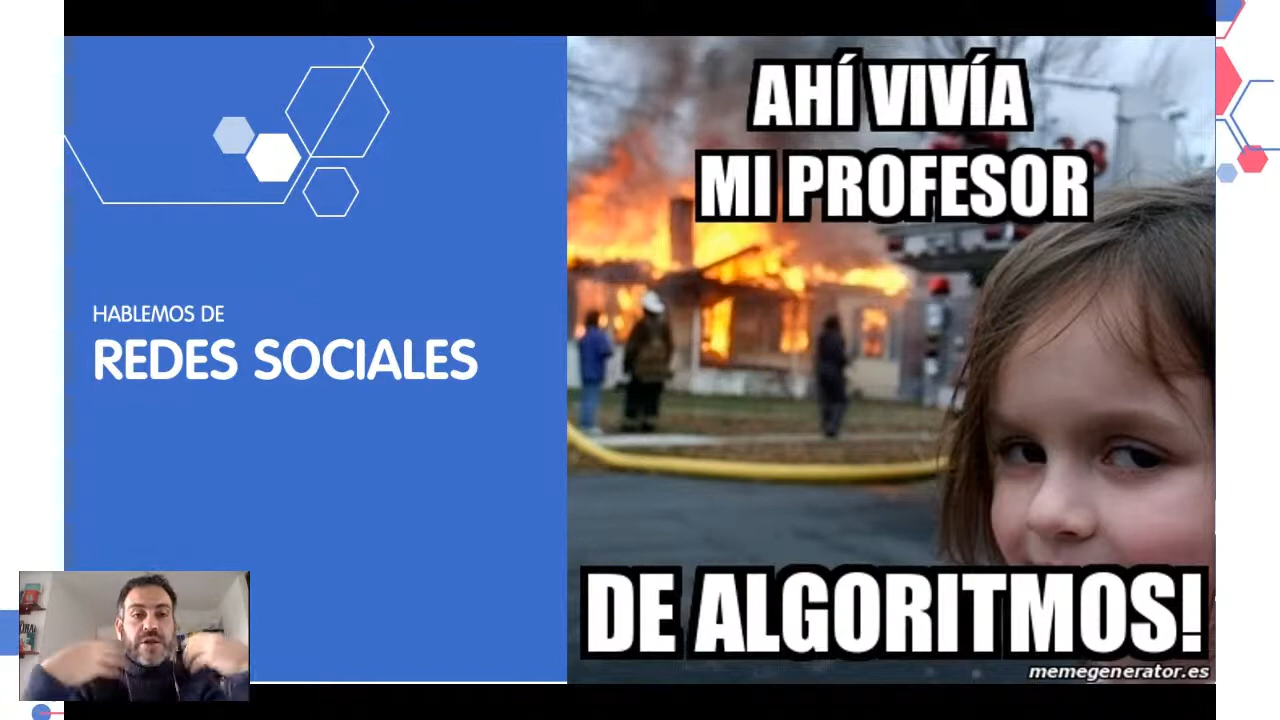 HABLEMOS DE
REDES SOCIALES
AHÍ VIVÍA
MI PROFESOR
DE ALGORITMOS!
memegenerator.es